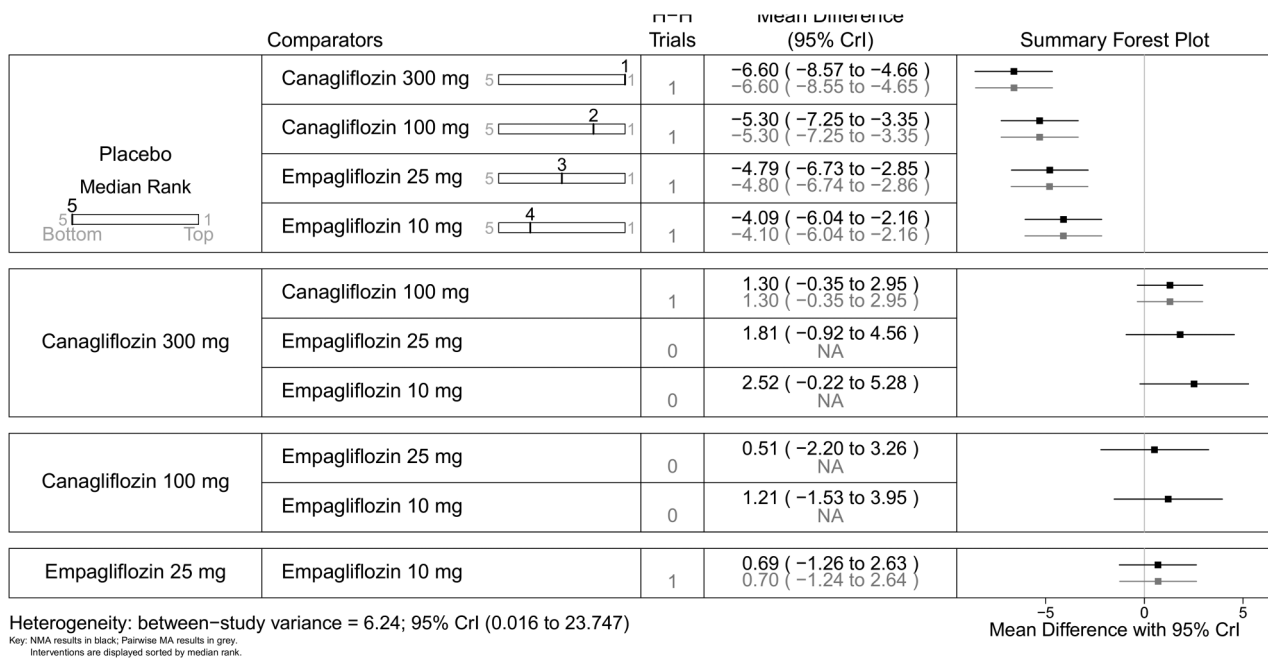 H−H Mean Difference
Comparators Trials (95% CrI) Summary Forest Plot
Placebo
Median Rank
5
5 1
Bottom Top
Canagliflozin 300 mg 5 1 1 1 −6.60 ( −8.57 to −4.66 )
−6.60 ( −8.55 to −4.65 )
Canagliflozin 100 mg 5 2 1 1 −5.30 ( −7.25 to −3.35 )
−5.30 ( −7.25 to −3.35 )
Empagliflozin 25 mg 5 3 1 1 −4.79 ( −6.73 to −2.85 )
−4.80 ( −6.74 to −2.86 )
Empagliflozin 10 mg 5 4 1 1 −4.09 ( −6.04 to −2.16 )
−4.10 ( −6.04 to −2.16 )
Canagliflozin 300 mg
Canagliflozin 100 mg 1 1.30 ( −0.35 to 2.95 )
1.30 ( −0.35 to 2.95 )
Empagliflozin 25 mg 0 1.81 ( −0.92 to 4.56 )
NA
Empagliflozin 10 mg 0 2.52 ( −0.22 to 5.28 )
NA
Canagliflozin 100 mg
Empagliflozin 25 mg 0 0.51 ( −2.20 to 3.26 )
NA
Empagliflozin 10 mg 0 1.21 ( −1.53 to 3.95 )
NA
Empagliflozin 25 mg
Empagliflozin 10 mg 1 0.69 ( −1.26 to 2.63 )
0.70 ( −1.24 to 2.64 )
−5 0 5
Mean Difference with 95% CrI
Heterogeneity: between−study variance = 6.24; 95% CrI (0.016 to 23.747)
Key: NMA results in black; Pairwise MA results in grey.
Interventions are displayed sorted by median rank.